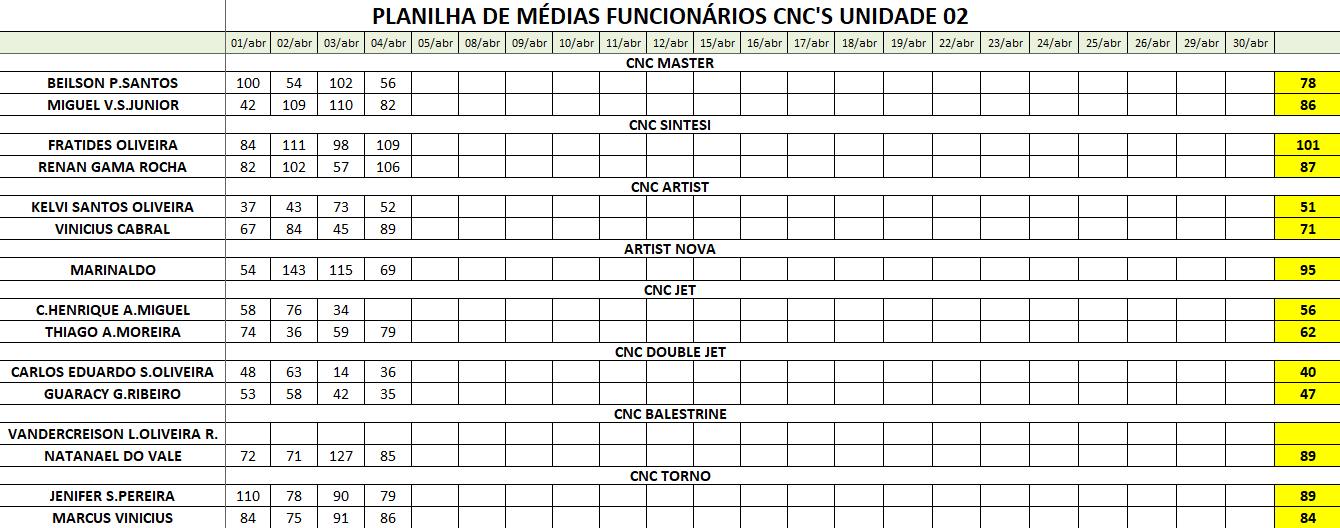 PLANILHA DE MÉDIAS FUNCIONÁRIOS CNC'S UNIDADE 02
01/abr 02/abr 03/abr 04/abr 05/abr 08/abr 09/abr 10/abr 11/abr 12/abr 15/abr 16/abr 17/abr 18/abr 19/abr 22/abr 23/abr 24/abr 25/abr 26/abr 29/abr 30/abr
CNC MASTER
BEILSON P.SANTOS 100 54 102 56 78
MIGUEL V.S.JUNIOR 42 109 110 82 86
CNC SINTESI
FRATIDES OLIVEIRA 84 111 98 109 101
RENAN GAMA ROCHA 82 102 57 106 87
CNC ARTIST
KELVI SANTOS OLIVEIRA 37 43 73 52 51
VINICIUS CABRAL 67 84 45 89 71
ARTIST NOVA
MARINALDO 54 143 115 69 95
CNC JET
C.HENRIQUE A.MIGUEL 58 76 34 56
THIAGO A.MOREIRA 74 36 59 79 62
CNC DOUBLE JET
CARLOS EDUARDO S.OLIVEIRA 48 63 14 36 40
GUARACY G.RIBEIRO 53 58 42 35 47
CNC BALESTRINE
VANDERCREISON L.OLIVEIRA R.
NATANAEL DO VALE 72 71 127 85 89
CNC TORNO
JENIFER S.PEREIRA 110 78 90 79 89
MARCUS VINICIUS 84 75 91 86 84